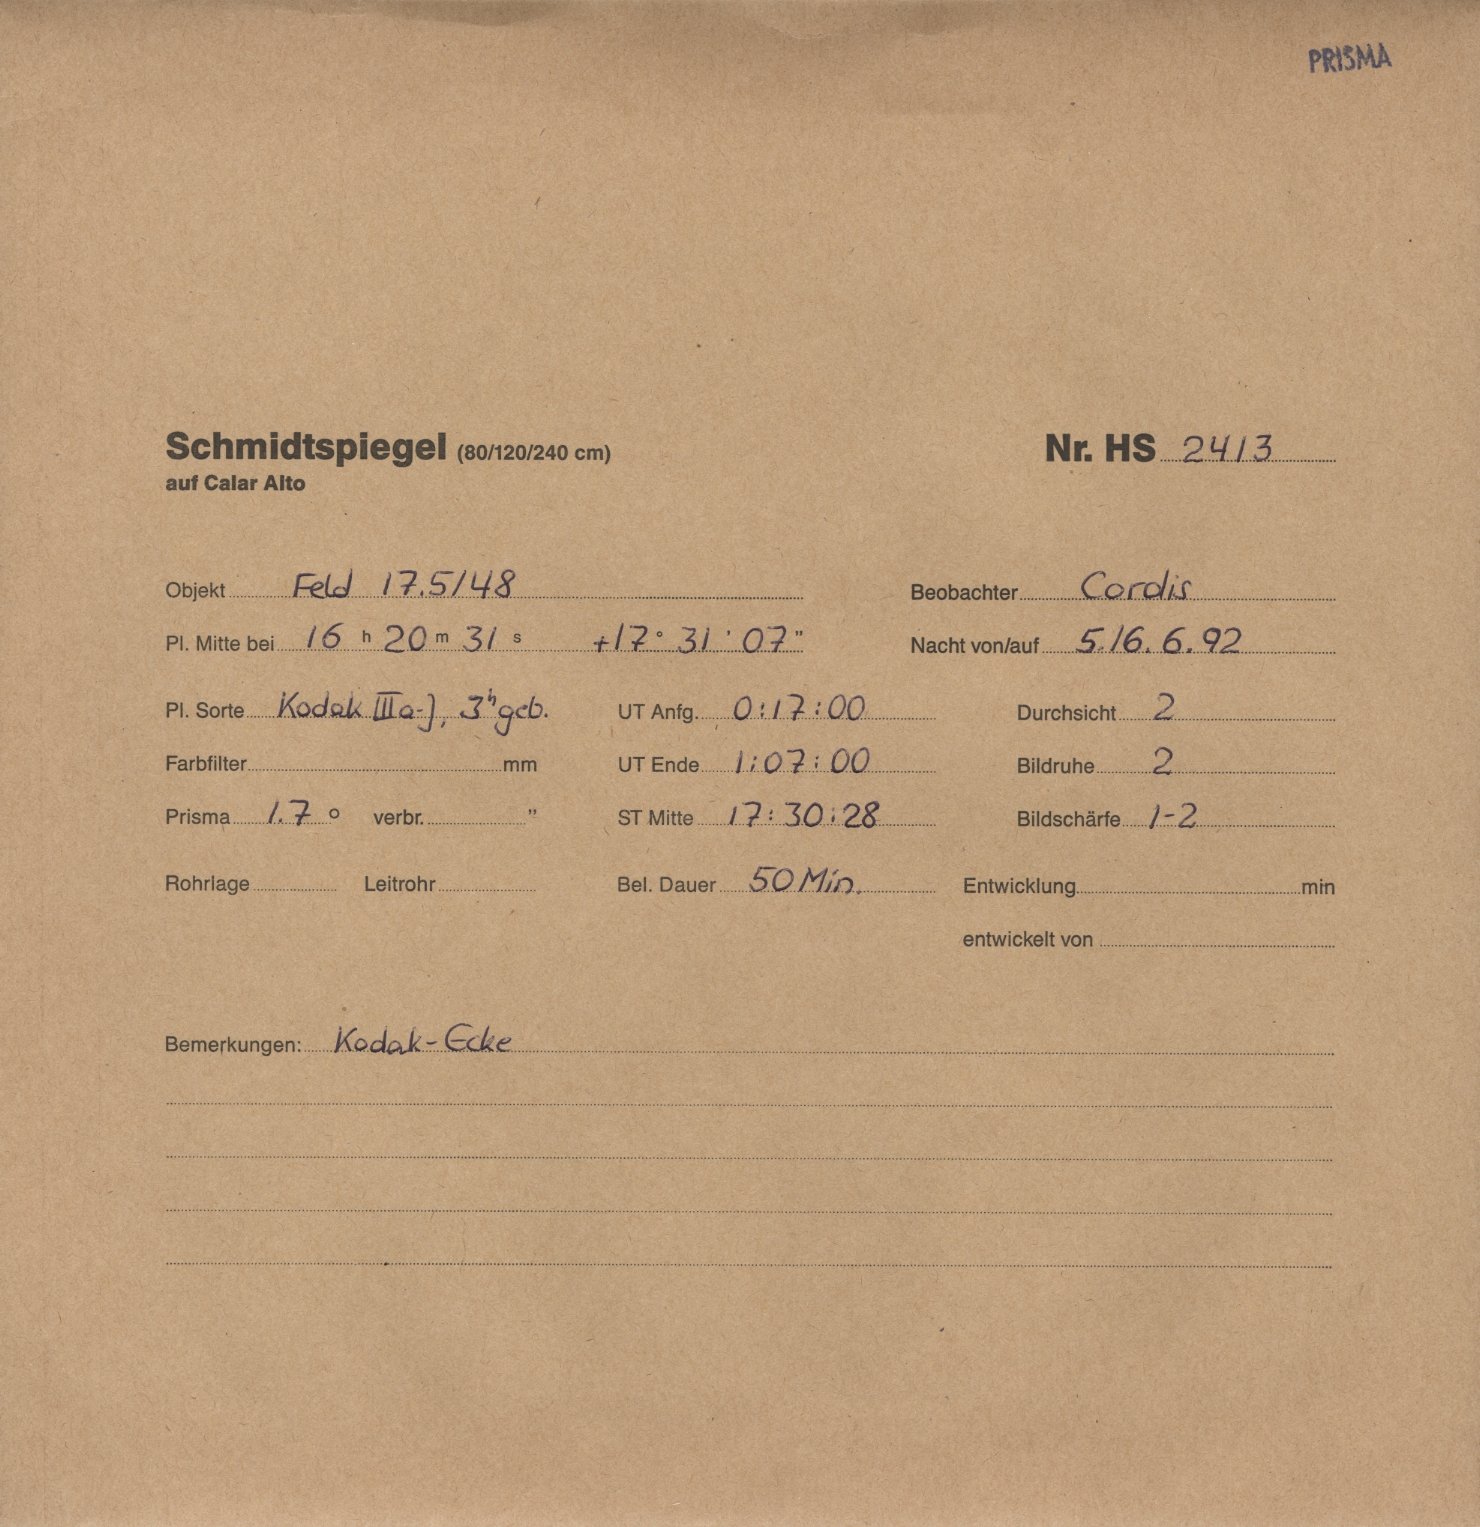 PRISMA
Schmidtspiegel (80/120/240 cm) Nr. HS 2413
auf Calar Alto
Objekt Feld 17.5/48 Beobachter Cordis
Pl. Mitte bei 16 h 20 m 31 s +17° 31' 07" Nacht von/auf 5./6. 6. 92
Pl. Sorte Kodak IIIa-J, 3h geb. UT Anfg. 0:17:00 Durchsicht 2
Farbfilter mm UT Ende 1:07:00 Bildruhe 2
Prisma 1.7 ° verbr. " ST Mitte 17:30:28 Bildschärfe 1-2
Rohrlage Leitrohr Bel. Dauer 50 Min. Entwicklung min
entwickelt von
Bemerkungen: Kodak-Ecke